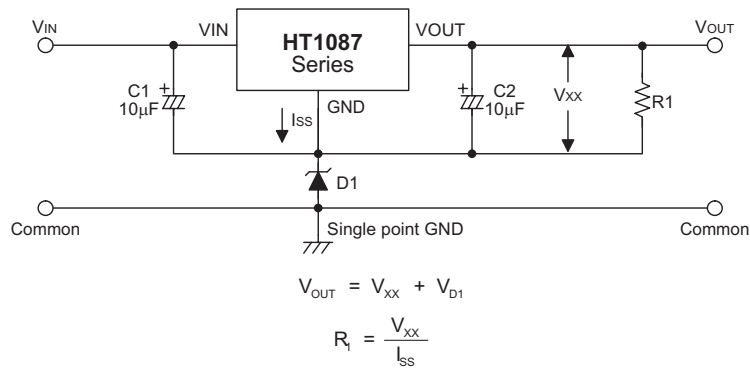 VIN
VIN
HT1087
Series
VOUT
VOUT
C1
10μF
+
ISS
GND
+
C2
10μF
VXX
R1
D1
Common
Single point GND
Common
VOUT = VXX + VD1
R1 = VXX / ISS